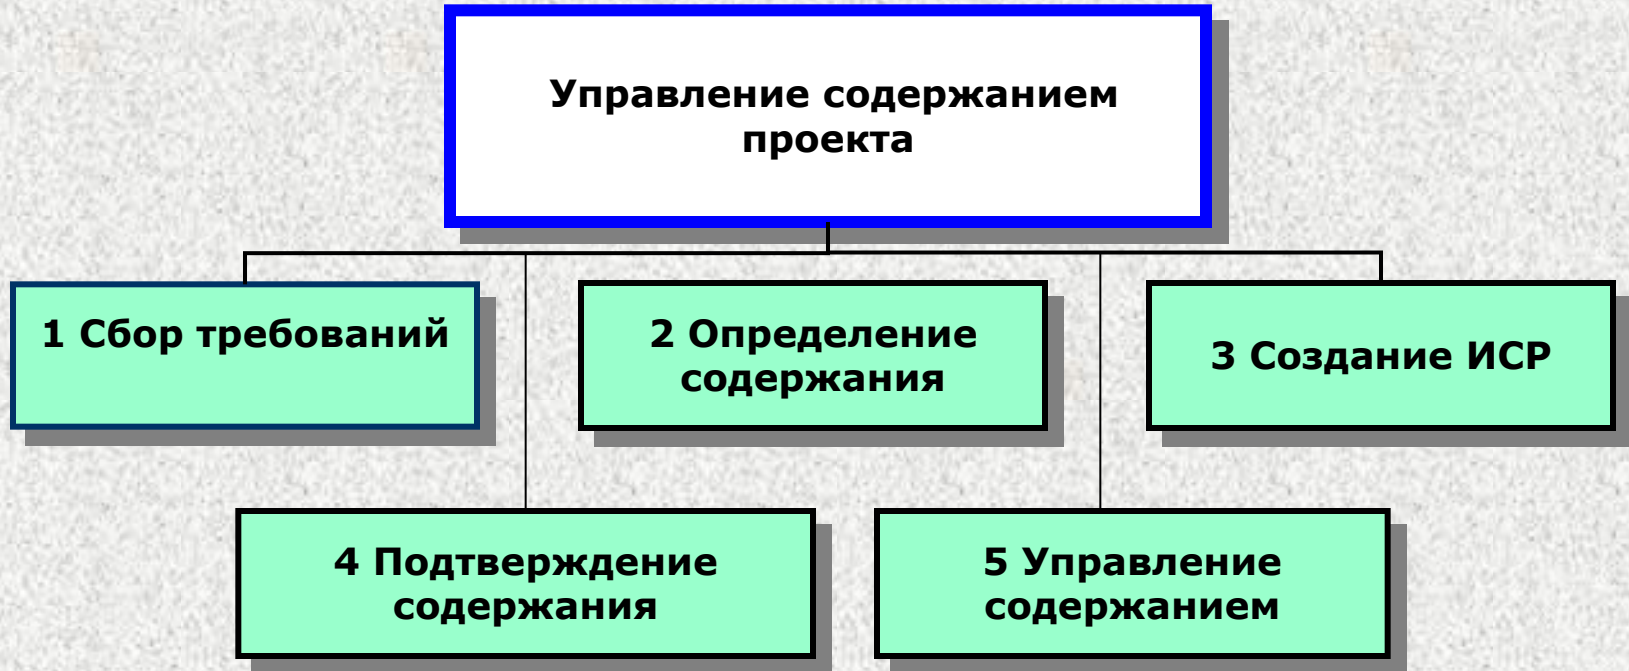 Управление содержанием
проекта
1 Сбор требований
2 Определение
содержания
3 Создание ИСР
4 Подтверждение
содержания
5 Управление
содержанием